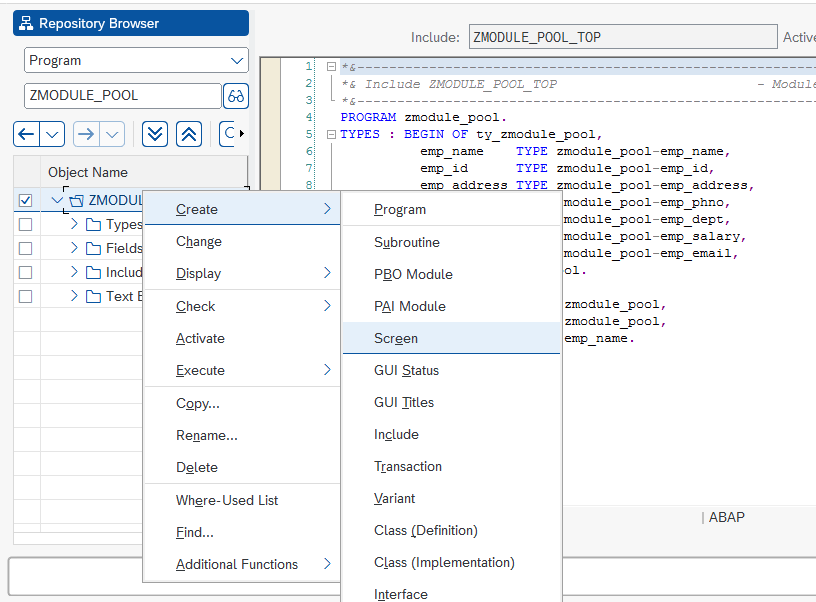 Repository Browser
Program
ZMODULE_POOL
Object Name
ZMODUL
Types
Fields
Includ
Text E
Create
Change
Display
Check
Activate
Execute
Copy...
Rename...
Delete
Where-Used List
Find...
Additional Functions
Program
Subroutine
PBO Module
PAI Module
Screen
GUI Status
GUI Titles
Include
Transaction
Variant
Class (Definition)
Class (Implementation)
Interface
Include: ZMODULE_POOL_TOP Active
1 *&---------------------------------------------------------------
2 *& Include ZMODULE_POOL_TOP - Module
3 *&---------------------------------------------------------------
4 PROGRAM zmodule_pool.
5 TYPES : BEGIN OF ty_zmodule_pool,
6 emp_name TYPE zmodule_pool-emp_name,
7 emp_id TYPE zmodule_pool-emp_id,
8 emp_address TYPE zmodule_pool-emp_address,
module_pool-emp_phno,
module_pool-emp_dept,
module_pool-emp_salary,
module_pool-emp_email,
ol.
zmodule_pool,
zmodule_pool,
emp_name.
ABAP